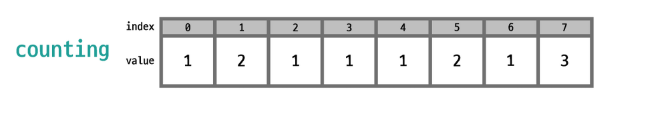 index 0 1 2 3 4 5 6 7
counting
value 1 2 1 1 1 2 1 3